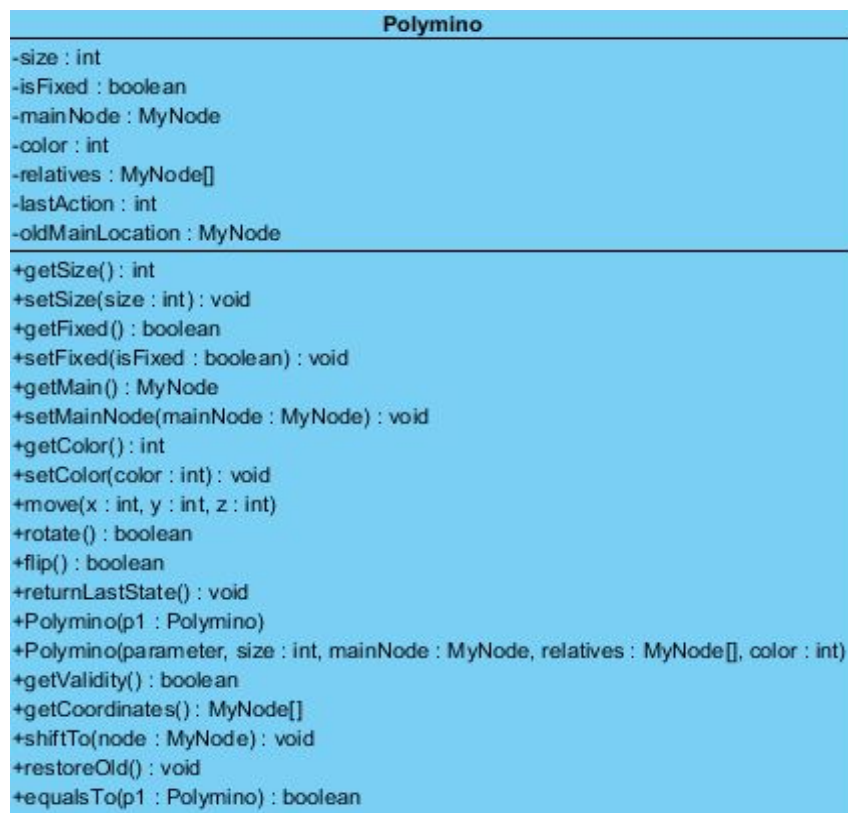 Polymino
-size : int
-isFixed : boolean
-mainNode : MyNode
-color : int
-relatives : MyNode[]
-lastAction : int
-oldMainLocation : MyNode
+getSize() : int
+setSize(size : int) : void
+getFixed() : boolean
+setFixed(isFixed : boolean) : void
+getMain() : MyNode
+setMainNode(mainNode : MyNode) : void
+getColor() : int
+setColor(color : int) : void
+move(x : int, y : int, z : int)
+rotate() : boolean
+flip() : boolean
+returnLastState() : void
+Polymino(p1 : Polymino)
+Polymino(parameter, size : int, mainNode : MyNode, relatives : MyNode[], color : int)
+getValidity() : boolean
+getCoordinates() : MyNode[]
+shiftTo(node : MyNode) : void
+restoreOld() : void
+equalsTo(p1 : Polymino) : boolean